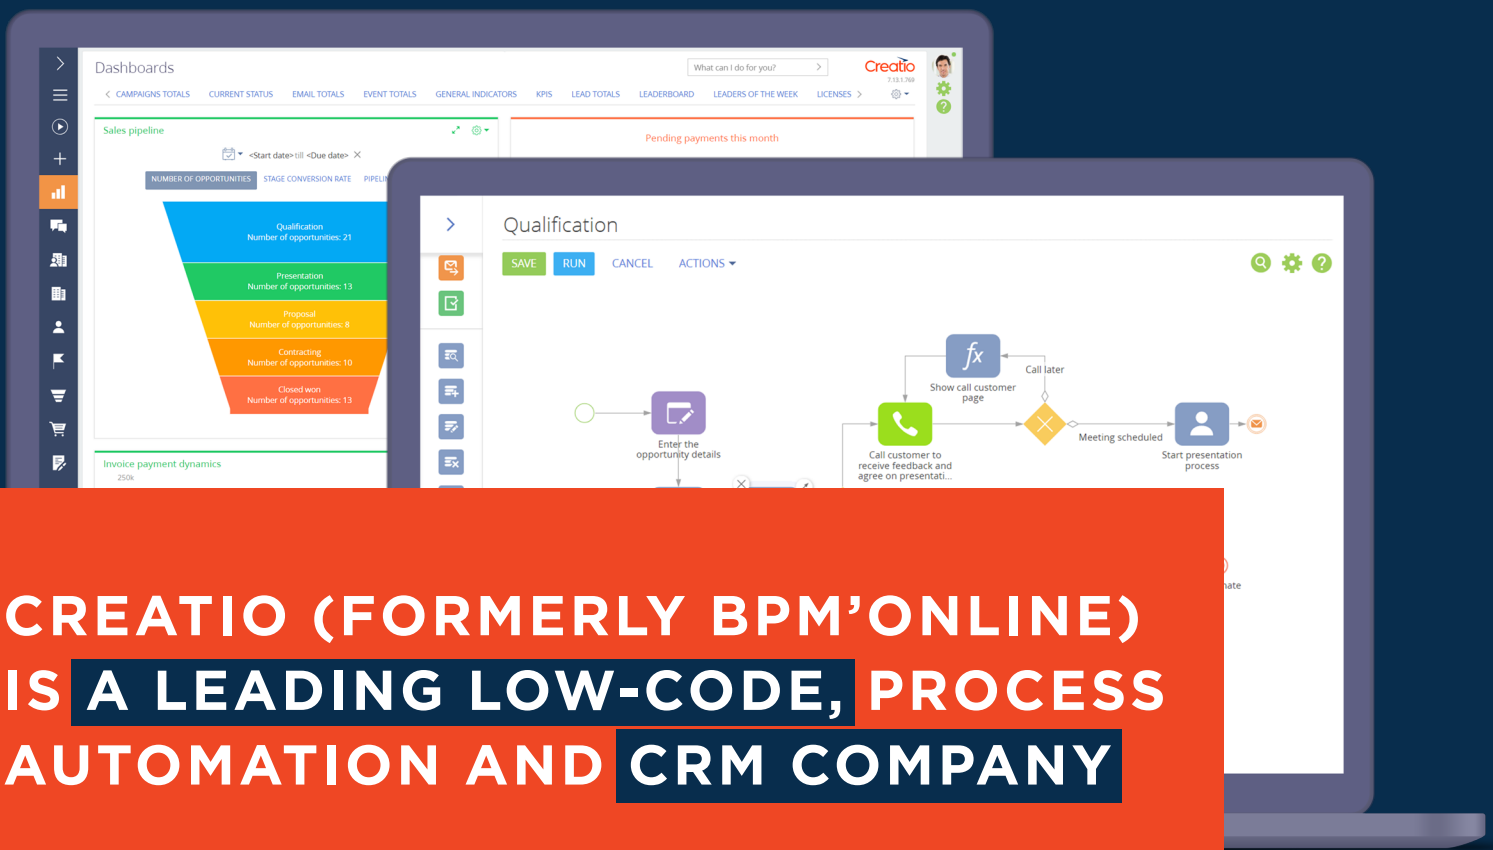 Dashboards
What can I do for you?
Creatio
7.13.1.769
CAMPAIGNS TOTALS CURRENT STATUS EMAIL TOTALS EVENT TOTALS GENERAL INDICATORS KPIS LEAD TOTALS LEADERBOARD LEADERS OF THE WEEK LICENSES
Sales pipeline
<Start date> till <Due date>
NUMBER OF OPPORTUNITIES STAGE CONVERSION RATE
Qualification
Number of opportunities: 21
Presentation
Number of opportunities: 13
Proposal
Number of opportunities: 8
Contracting
Number of opportunities: 10
Closed won
Number of opportunities: 13
Invoice payment dynamics
250k
Pending payments this month
Qualification
SAVE RUN CANCEL ACTIONS
Enter the
opportunity details
Show call customer
page
Call later
Call customer to
receive feedback and
agree on presentati...
Meeting scheduled
Start presentation
process
CREATIO (FORMERLY BPM’ONLINE)
IS A LEADING LOW-CODE, PROCESS
AUTOMATION AND CRM COMPANY